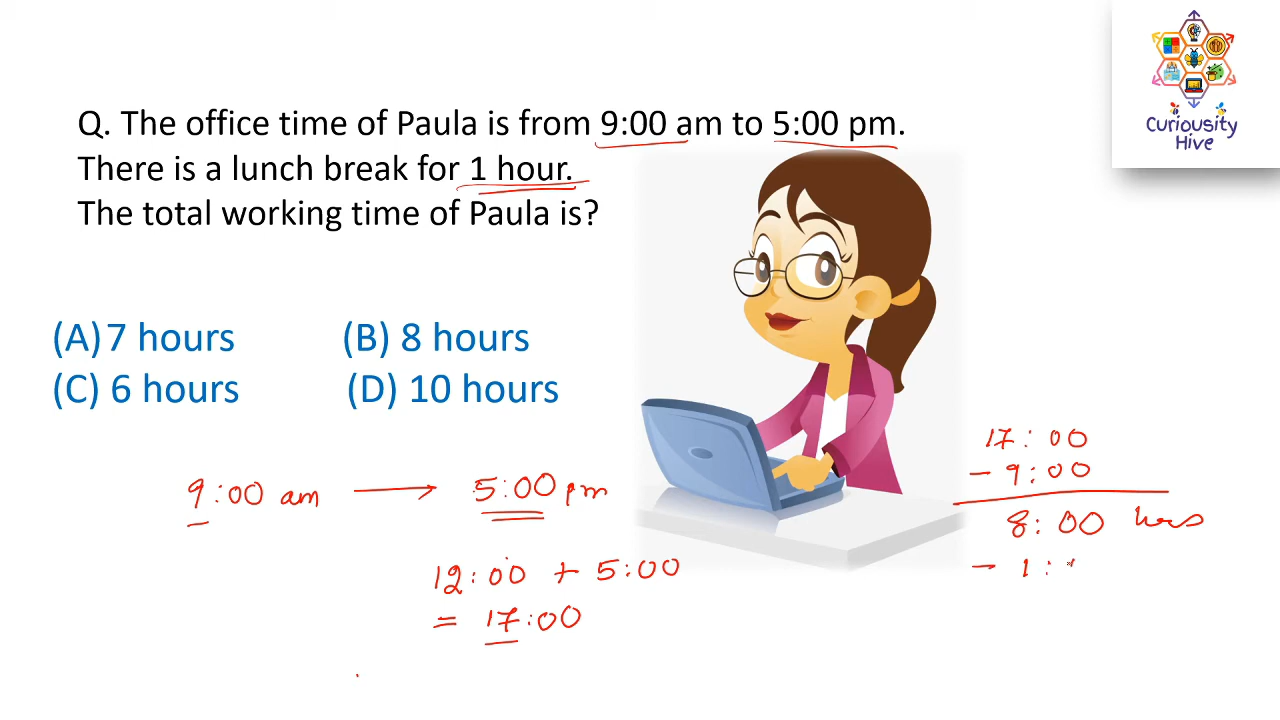 Q. The office time of Paula is from 9:00 am to 5:00 pm.
There is a lunch break for 1 hour.
The total working time of Paula is?
(A) 7 hours (B) 8 hours
(C) 6 hours (D) 10 hours
9:00 am → 5:00 pm
12:00 + 5:00
= 17:00
17:00
- 9:00
8:00 hrs
- 1:
CuriousiTy
Hive